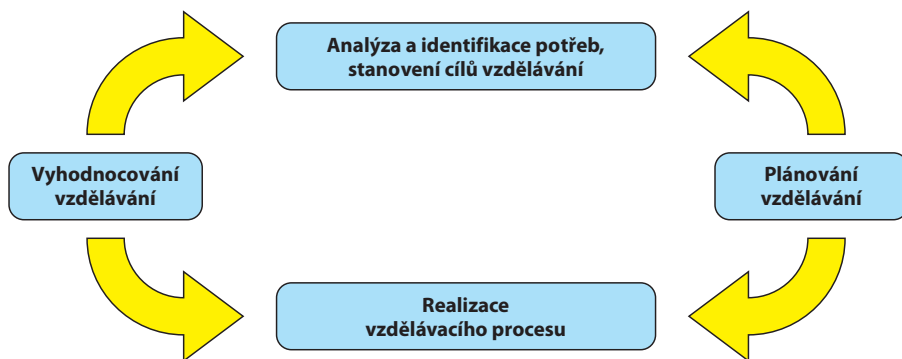 Analýza a identifikace potřeb,
stanovení cílů vzdělávání
Vyhodnocování
vzdělávání
Plánování
vzdělávání
Realizace
vzdělávacího procesu